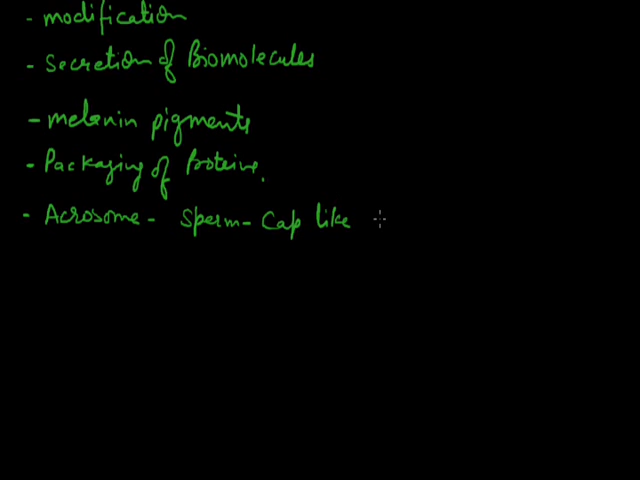 - modification
- Secretion of Biomolecules
- melanin pigments
- Packaging of Proteins.
- Acrosome - Sperm - Cap like